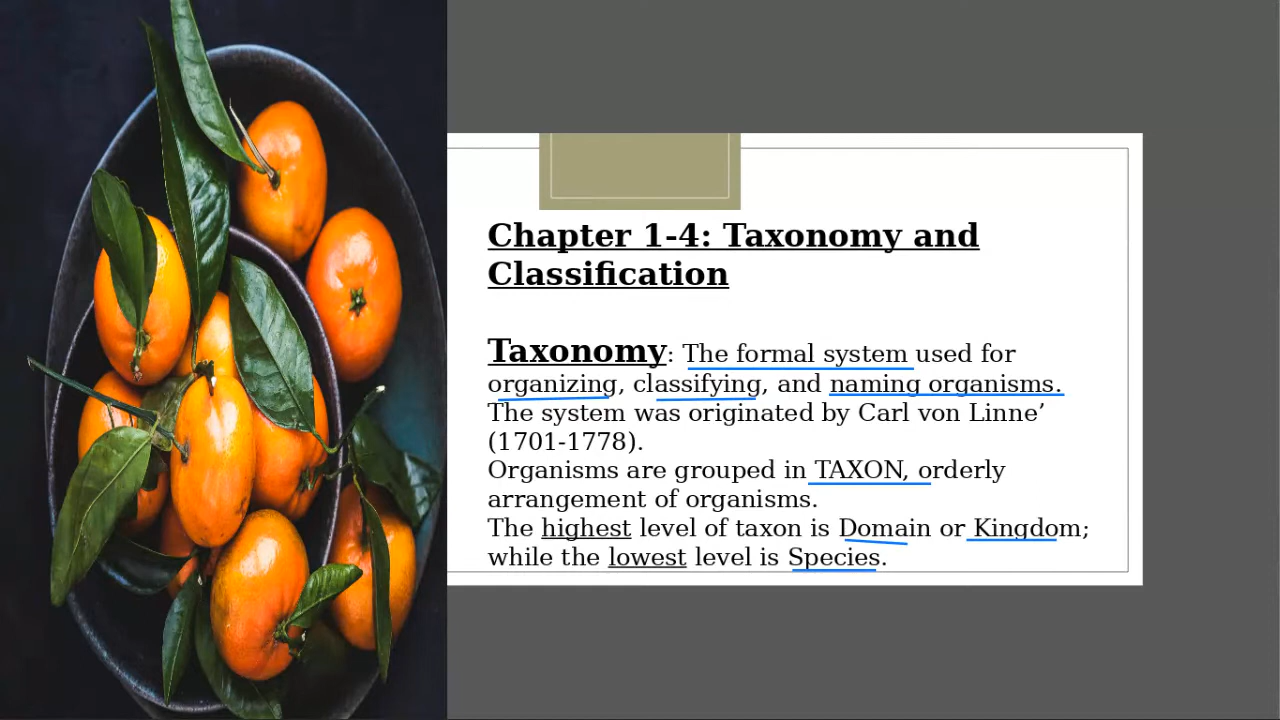 Chapter 1-4: Taxonomy and
Classification
Taxonomy: The formal system used for
organizing, classifying, and naming organisms.
The system was originated by Carl von Linne’
(1701-1778).
Organisms are grouped in TAXON, orderly
arrangement of organisms.
The highest level of taxon is Domain or Kingdom;
while the lowest level is Species.